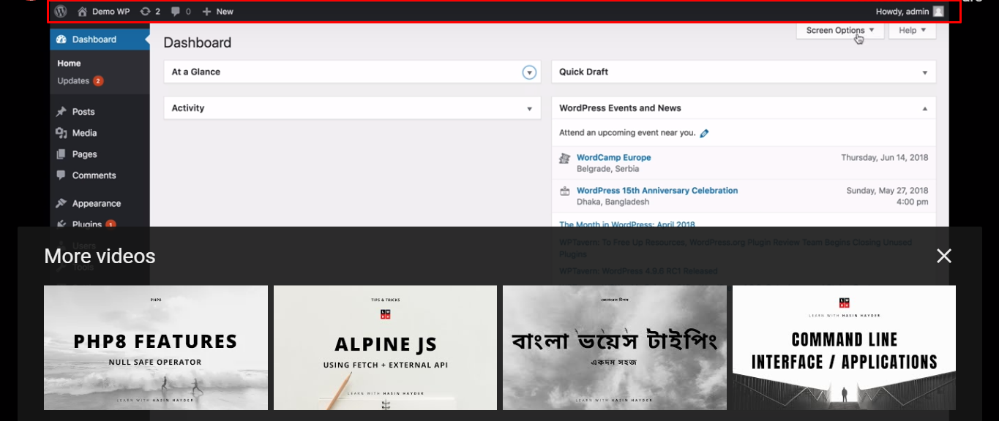 Demo WP 2 0 New Howdy, admin
Dashboard
Home
Updates 2
Posts
Media
Pages
Comments
Appearance
Plugins 1
Users
Tools
Dashboard
Screen Options Help
At a Glance
Activity
Quick Draft
WordPress Events and News
Attend an upcoming event near you.
WordCamp Europe Thursday, Jun 14, 2018
Belgrade, Serbia
WordPress 15th Anniversary Celebration Sunday, May 27, 2018
Dhaka, Bangladesh 4:00 pm
The Month in WordPress: April 2018
WPTavern: To Free Up Resources, WordPress.org Plugin Review Team Begins Closing Unused
Plugins
WPTavern: WordPress 4.9.6 RC1 Released
More videos
PHP8
PHP8 FEATURES
NULL SAFE OPERATOR
LEARN WITH HASIN HAYDER
TIPS & TRICKS
ALPINE JS
USING FETCH + EXTERNAL API
LEARN WITH HASIN HAYDER
বাংলা ভয়েস টাইপিং
একদম সহজ
LEARN WITH HASIN HAYDER
LEARN WITH HASIN HAYDER
COMMAND LINE
INTERFACE / APPLICATIONS